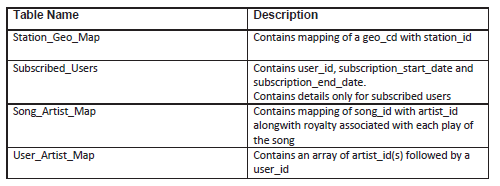 Table Name Description
Station_Geo_Map Contains mapping of a geo_cd with station_id
Subscribed_Users Contains user_id, subscription_start_date and
subscription_end_date.
Contains details only for subscribed users
Song_Artist_Map Contains mapping of song_id with artist_id
alongwith royalty associated with each play of
the song
User_Artist_Map Contains an array of artist_id(s) followed by a
user_id